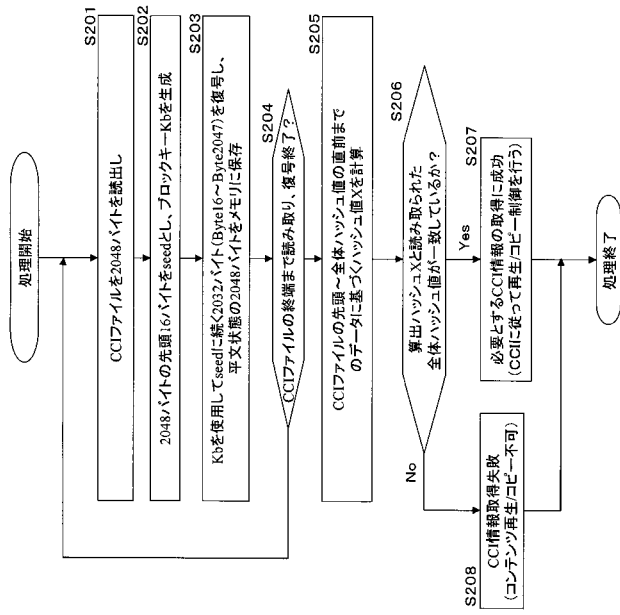 処理開始
S201
CCIファイルを2048バイトを読出し
S202
2048バイトの先頭16バイトをseedとし、ブロックキーKbを生成
S203
Kbを使用してseedに続く2032バイト(Byte16~Byte2047)を復号し、
平文状態の2048バイトをメモリに保存
S204
CCIファイルの終端まで読み取り、復号終了?
S205
CCIファイルの先頭~全体ハッシュ値の直前まで
のデータに基づくハッシュ値Xを計算
S206
算出ハッシュXと読み取られた
全体ハッシュ値が一致しているか?
Yes
No
S207
必要とするCCI情報の取得に成功
(CCIに従って再生/コピー制御を行う)
S208
CCI情報取得失敗
(コンテンツ再生/コピー不可)
処理終了